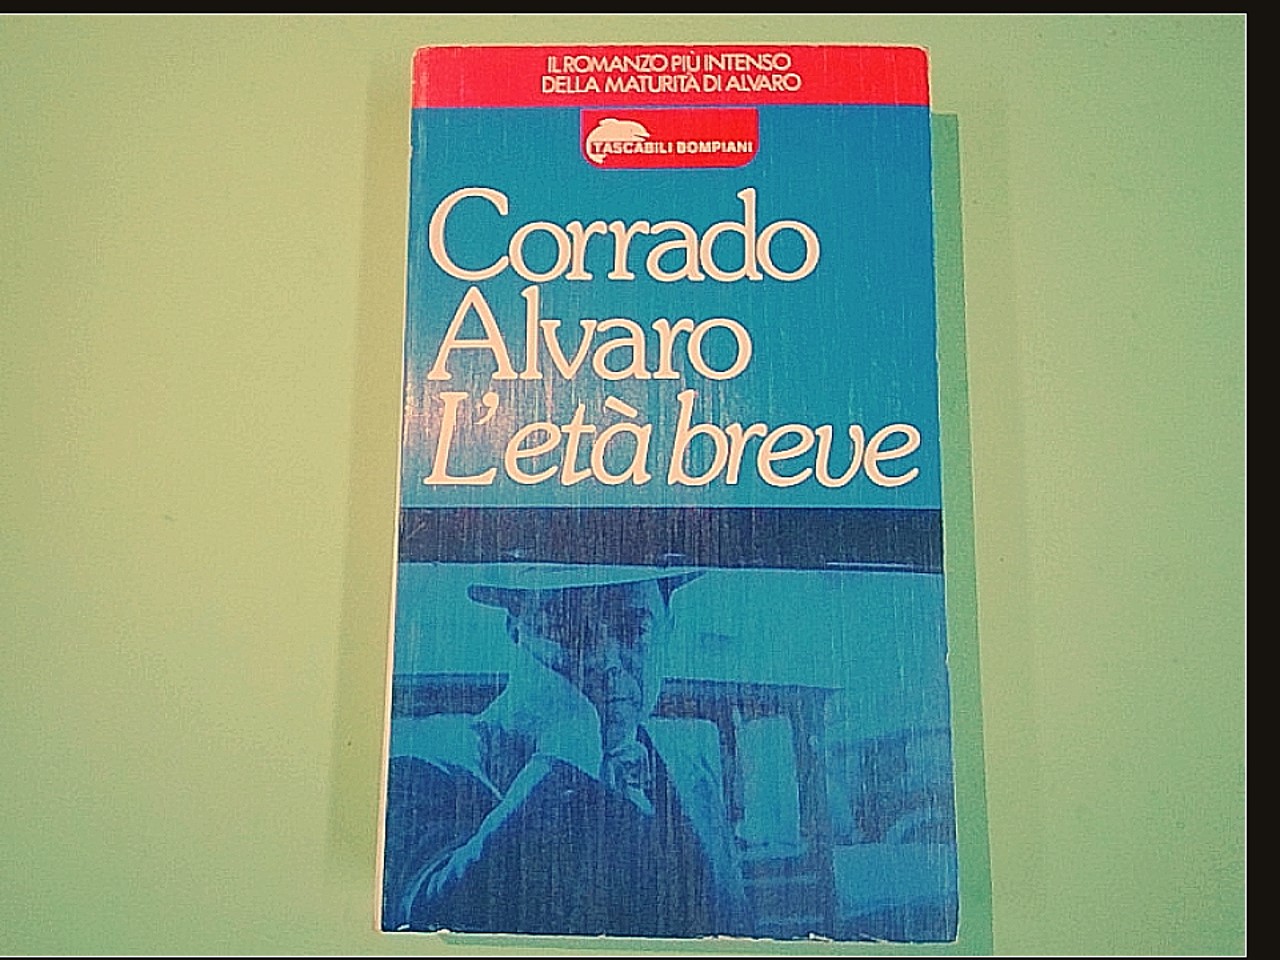 IL ROMANZO PIÙ INTENSO
DELLA MATURITÀ DI ALVARO
TASCABILI BOMPIANI
Corrado
Alvaro
L'età breve